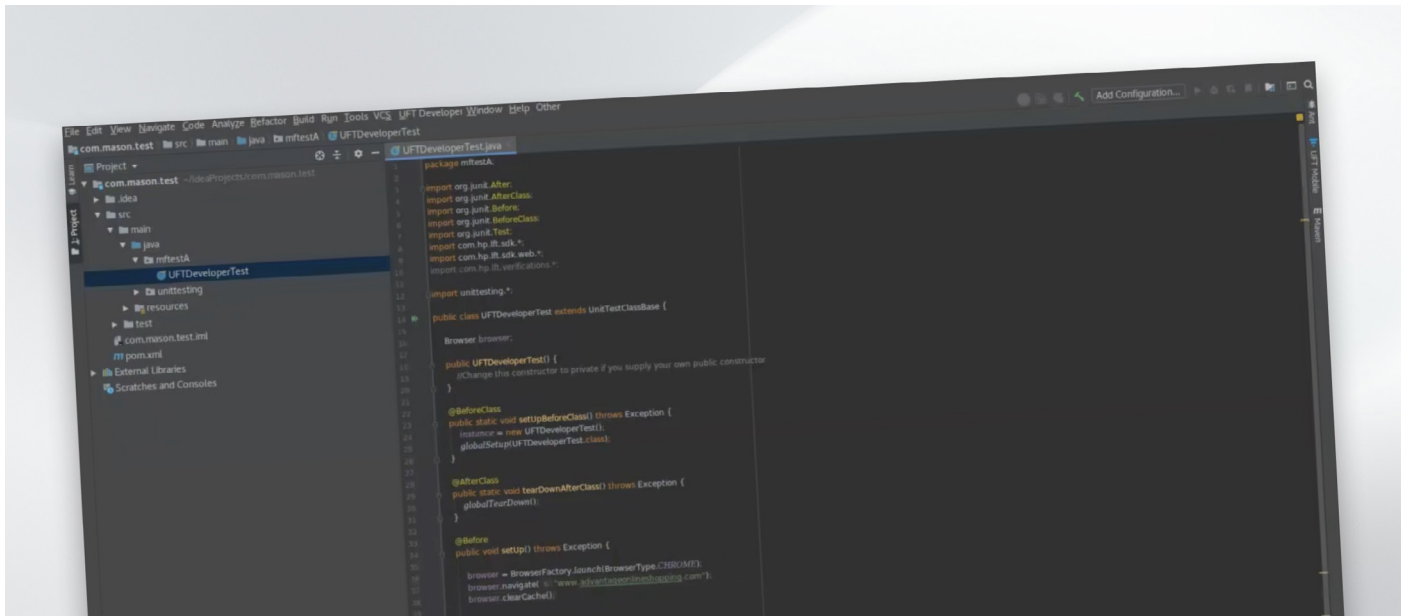 File Edit View Navigate Code Analyze Refactor Build Run Tools VCS UFT Developer Window Help Other
Add Configuration...
com.mason.test src main java mftestA UFTDeveloperTest
Project
UFTDeveloperTest.java
Learn
1: Project
com.mason.test ~/IdeaProjects/com.mason.test
.idea
src
main
java
mftestA
UFTDeveloperTest
unittesting
resources
test
com.mason.test.iml
pom.xml
External Libraries
Scratches and Consoles
package mftestA;
import org.junit.After;
import org.junit.AfterClass;
import org.junit.Before;
import org.junit.BeforeClass;
import org.junit.Test;
import com.hp.lft.sdk.*;
import com.hp.lft.sdk.web.*;
import com.hp.lft.verifications.*;
import unittesting.*;
public class UFTDeveloperTest extends UnitTestClassBase {
Browser browser;
public UFTDeveloperTest() {
//Change this constructor to private if you supply your own public constructor
}
@BeforeClass
public static void setUpBeforeClass() throws Exception {
instance = new UFTDeveloperTest();
globalSetup(UFTDeveloperTest.class);
}
@AfterClass
public static void tearDownAfterClass() throws Exception {
globalTearDown();
}
@Before
public void setUp() throws Exception {
browser = BrowserFactory.launch(BrowserType.CHROME);
browser.navigate( s: "www.advantageonlineshopping.com");
browser.clearCache();
Ant
UFT Mobile
m Maven